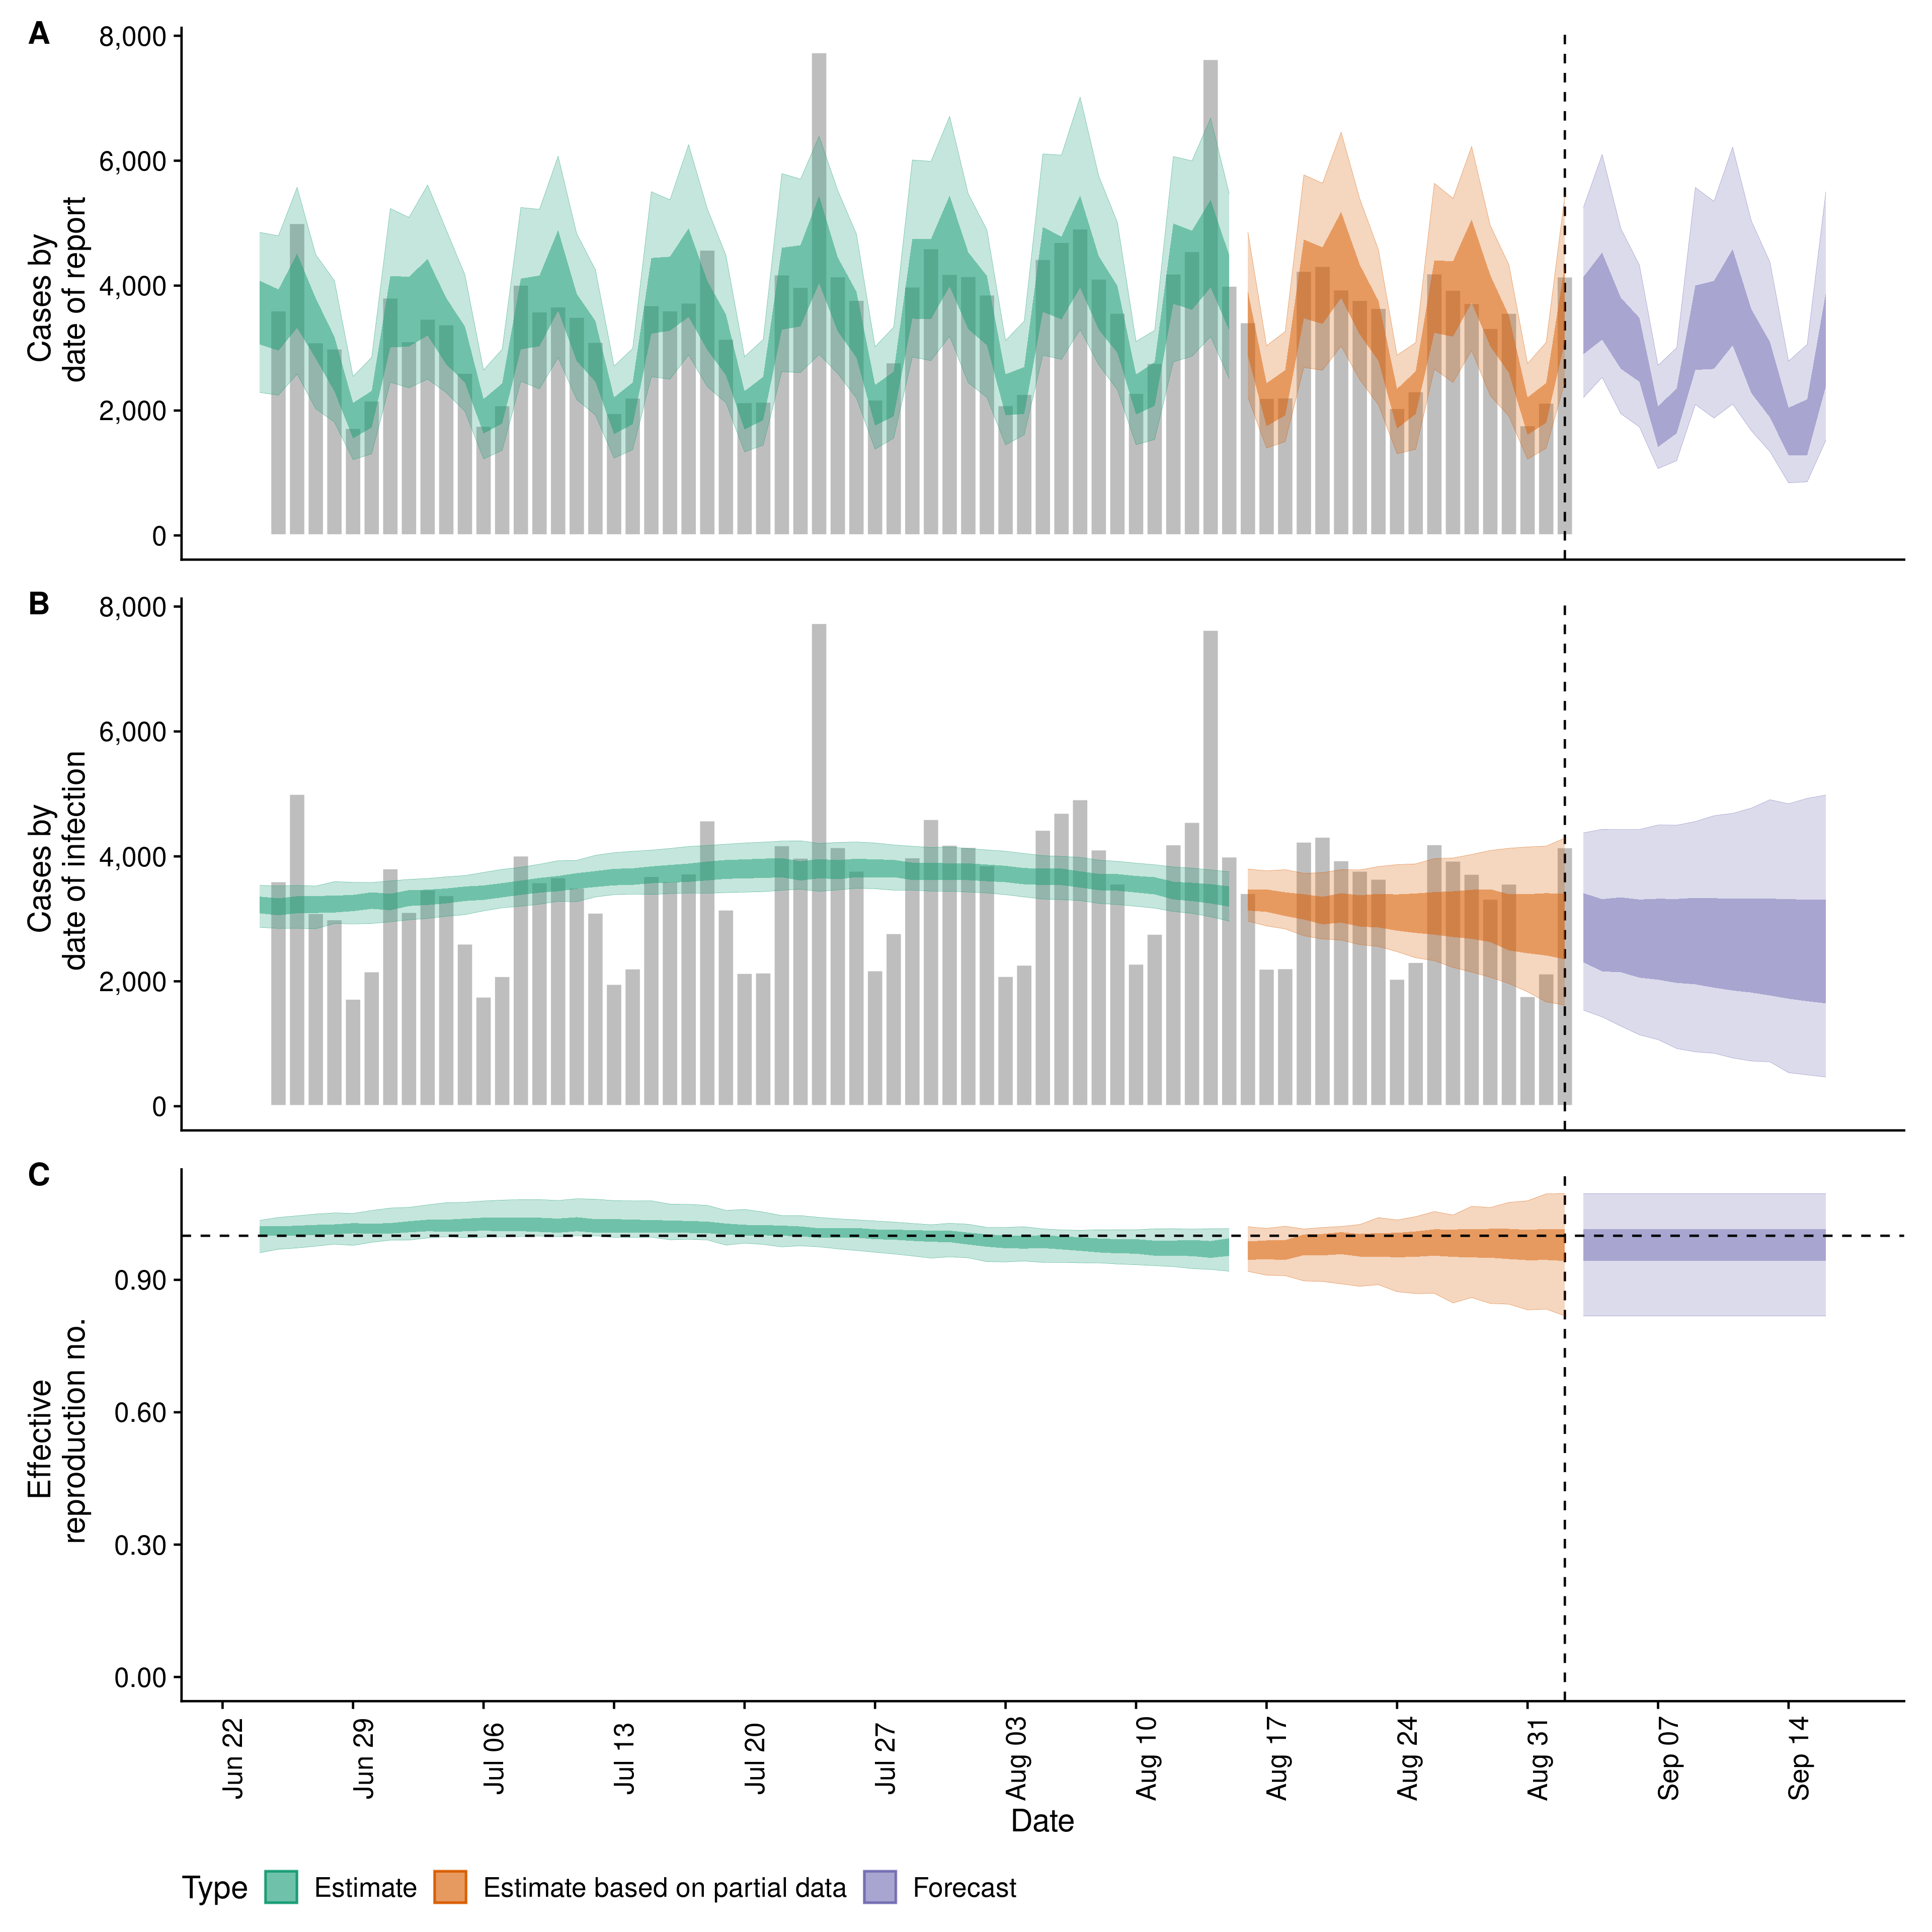 A
8,000
6,000
4,000
2,000
0
Cases by
date of report
B
8,000
6,000
4,000
2,000
0
Cases by
date of infection
C
0.90
0.60
0.30
0.00
Effective
reproduction no.
Jun 22
Jun 29
Jul 06
Jul 13
Jul 20
Jul 27
Aug 03
Aug 10
Aug 17
Aug 24
Aug 31
Sep 07
Sep 14
Date
Type Estimate Estimate based on partial data Forecast